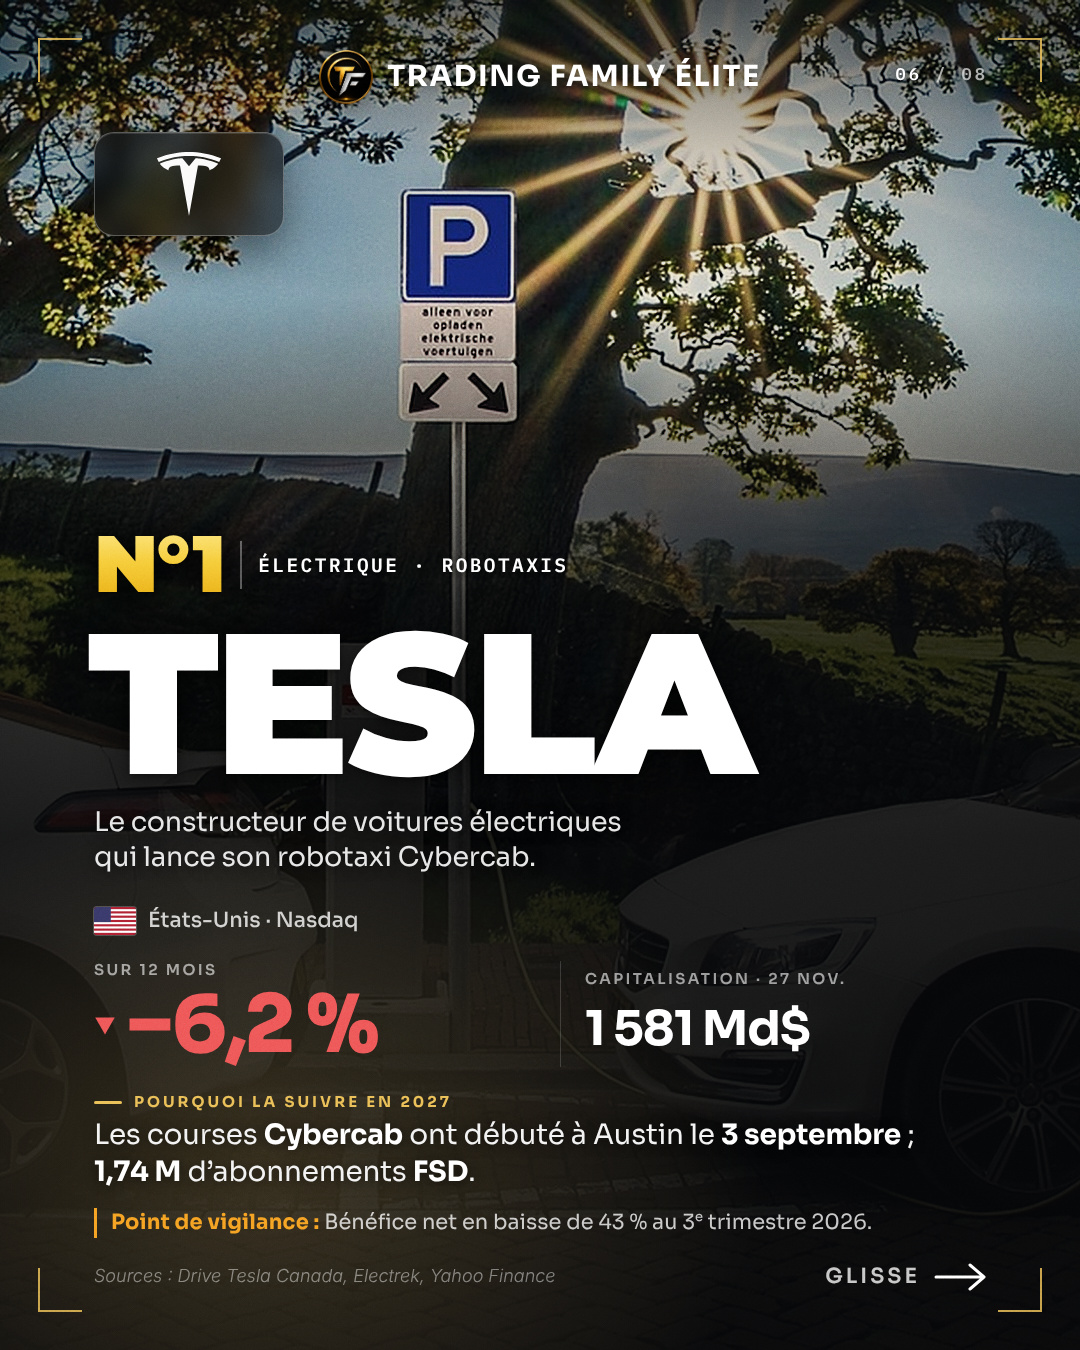 TRADING FAMILY ÉLITE
06 / 08
P
alleen voor
opladen
elektrische
voertuigen
N°1
ÉLECTRIQUE · ROBOTAXIS
TESLA
Le constructeur de voitures électriques
qui lance son robotaxi Cybercab.
États-Unis · Nasdaq
SUR 12 MOIS
▼ −6,2 %
CAPITALISATION · 27 NOV.
1 581 Md$
POURQUOI LA SUIVRE EN 2027
Les courses Cybercab ont débuté à Austin le 3 septembre ;
1,74 M d’abonnements FSD.
Point de vigilance : Bénéfice net en baisse de 43 % au 3ᵉ trimestre 2026.
Sources : Drive Tesla Canada, Electrek, Yahoo Finance
GLISSE →